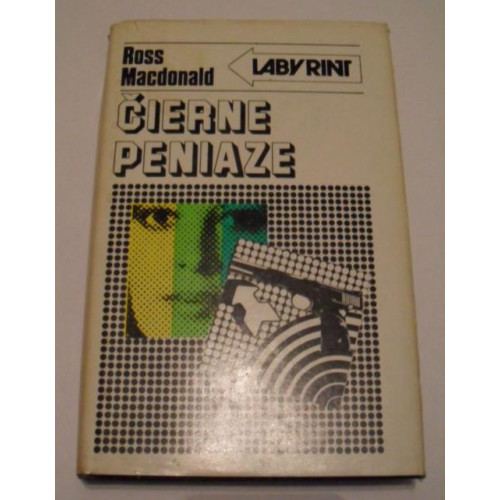 Ross
Macdonald
LABYRINT
ČIERNE
PENIAZE